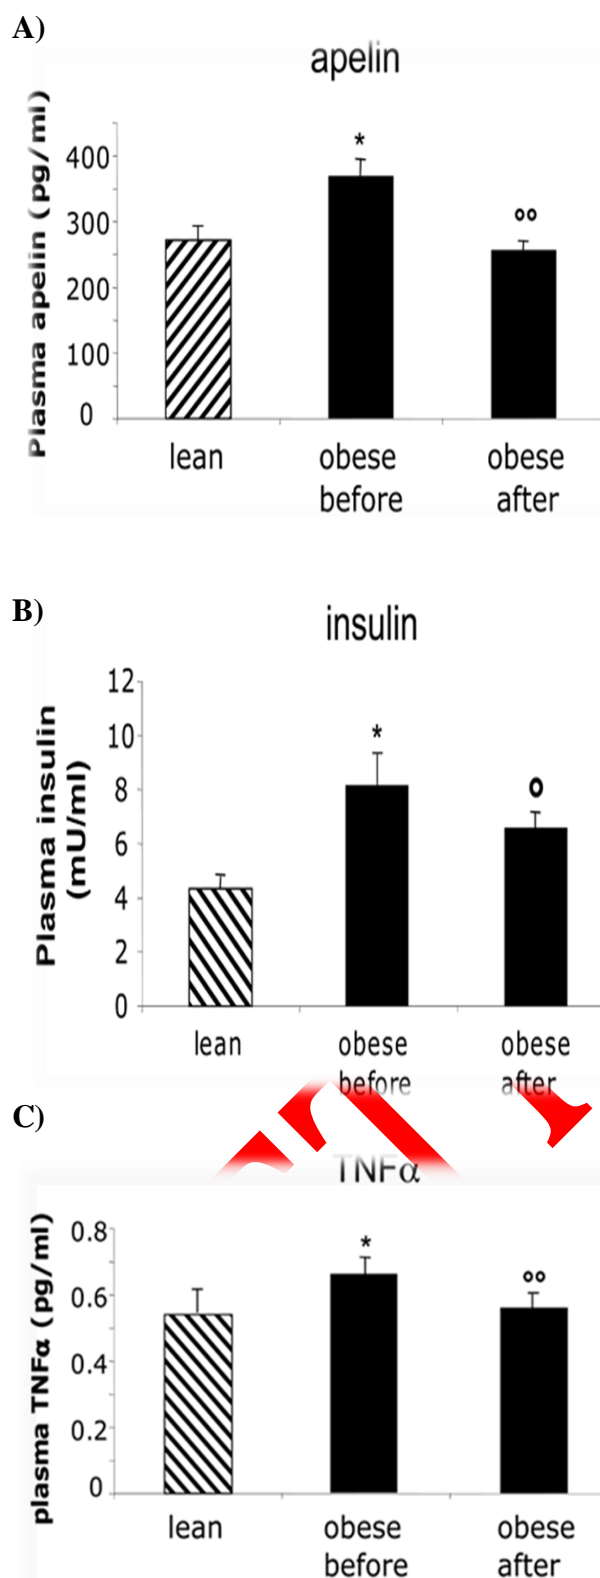 A)
apelin
Plasma apelin (pg/ml)
400
300
200
100
0
*
°°
lean
obese before
obese after
B)
insulin
Plasma insulin
(mU/ml)
12
10
8
6
4
2
0
*
°
lean
obese before
obese after
C)
TNFα
plasma TNFα (pg/ml)
0.8
0.6
0.4
0.2
0
*
°°
lean
obese before
obese after